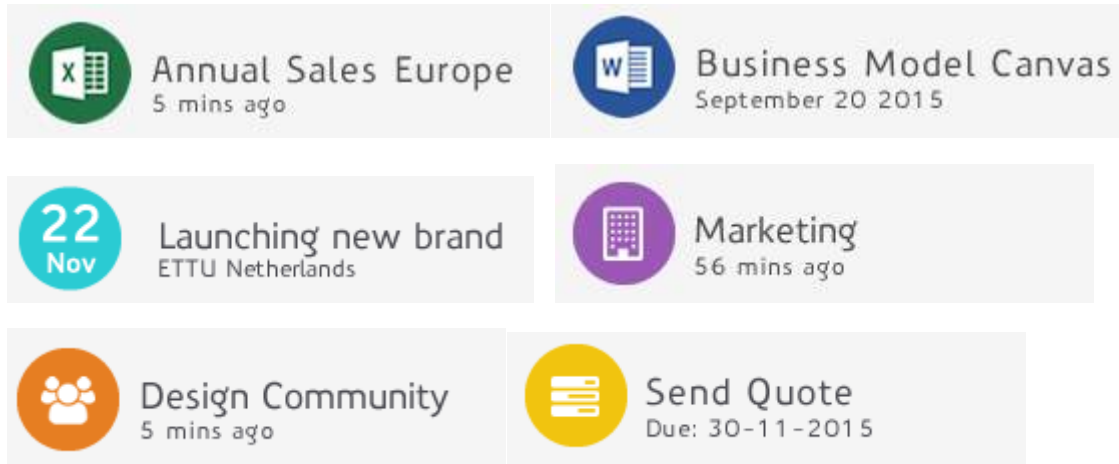 X
Annual Sales Europe
5 mins ago
W
Business Model Canvas
September 20 2015
22
Nov
Launching new brand
ETTU Netherlands
Marketing
56 mins ago
Design Community
5 mins ago
Send Quote
Due: 30-11-2015